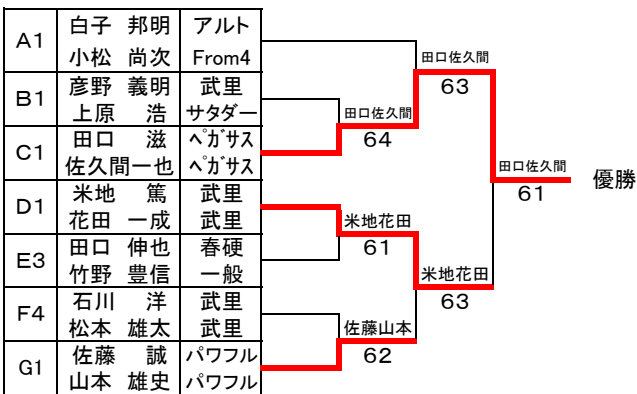 A1 白子 邦明 アルト
小松 尚次 From4
B1 彦野 義明 武里
上原 浩 サタダー
C1 田口 滋 ペガサス
佐久間一也 ペガサス
D1 米地 篤 武里
花田 一成 武里
E3 田口 伸也 春硬
竹野 豊信 一般
F4 石川 洋 武里
松本 雄太 武里
G1 佐藤 誠 パワフル
山本 雄史 パワフル
田口佐久間
64
米地花田
61
佐藤山本
62
田口佐久間
63
米地花田
63
田口佐久間
61
優勝